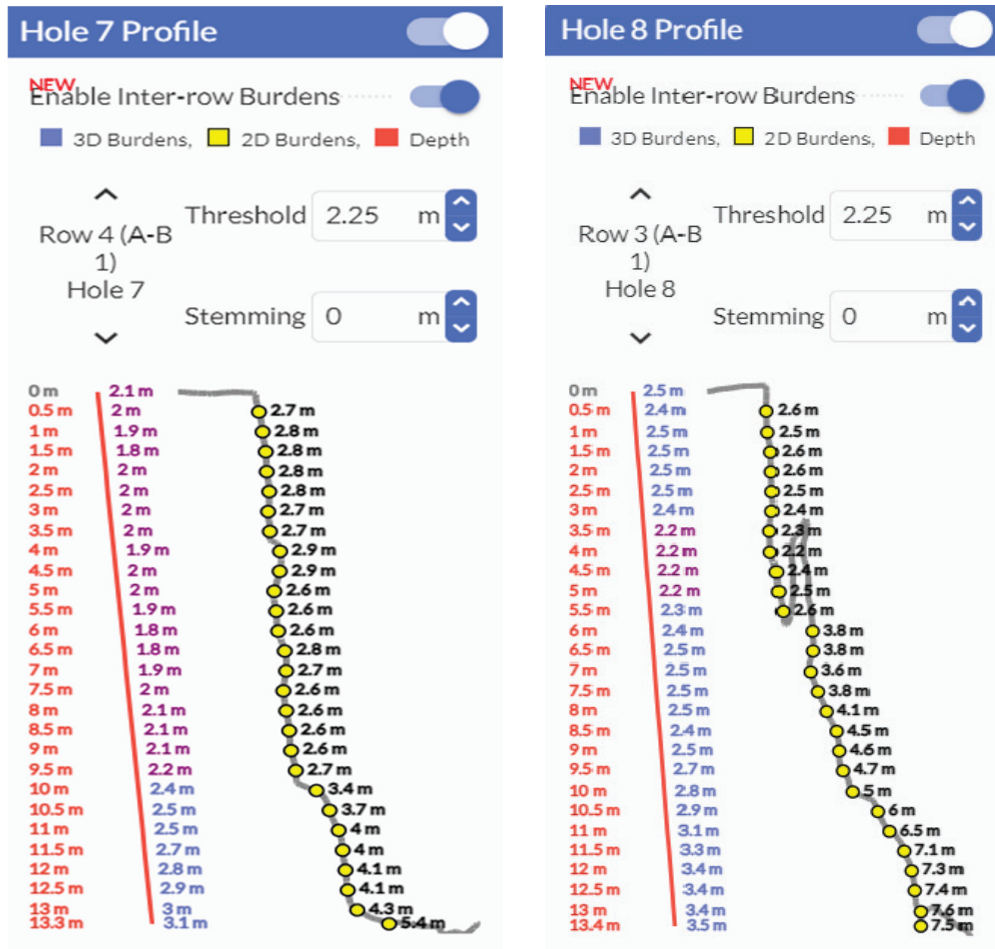 Hole 7 Profile
NEW
Enable Inter-row Burdens
3D Burdens, 2D Burdens, Depth
Row 4 (A-B
1)
Hole 7
Threshold 2.25 m
Stemming 0 m
0 m 2.1 m
0.5 m 2 m 2.7 m
1 m 1.9 m 2.8 m
1.5 m 1.8 m 2.8 m
2 m 2 m 2.8 m
2.5 m 2 m 2.8 m
3 m 2 m 2.7 m
3.5 m 2 m 2.7 m
4 m 1.9 m 2.9 m
4.5 m 2 m 2.9 m
5 m 2 m 2.6 m
5.5 m 1.9 m 2.6 m
6 m 1.8 m 2.6 m
6.5 m 1.8 m 2.8 m
7 m 1.9 m 2.7 m
7.5 m 2 m 2.6 m
8 m 2.1 m 2.6 m
8.5 m 2.1 m 2.6 m
9 m 2.1 m 2.6 m
9.5 m 2.2 m 2.7 m
10 m 2.4 m 3.4 m
10.5 m 2.5 m 3.7 m
11 m 2.5 m 4 m
11.5 m 2.7 m 4 m
12 m 2.8 m 4.1 m
12.5 m 2.9 m 4.1 m
13 m 3 m 4.3 m
13.3 m 3.1 m 5.4 m
Hole 8 Profile
NEW
Enable Inter-row Burdens
3D Burdens, 2D Burdens, Depth
Row 3 (A-B
1)
Hole 8
Threshold 2.25 m
Stemming 0 m
0 m 2.5 m
0.5 m 2.4 m 2.6 m
1 m 2.5 m 2.5 m
1.5 m 2.5 m 2.6 m
2 m 2.5 m 2.6 m
2.5 m 2.5 m 2.5 m
3 m 2.4 m 2.4 m
3.5 m 2.2 m 2.3 m
4 m 2.2 m 2.2 m
4.5 m 2.2 m 2.4 m
5 m 2.2 m 2.5 m
5.5 m 2.3 m 2.6 m
6 m 2.4 m 3.8 m
6.5 m 2.5 m 3.8 m
7 m 2.5 m 3.6 m
7.5 m 2.5 m 3.8 m
8 m 2.5 m 4.1 m
8.5 m 2.4 m 4.5 m
9 m 2.5 m 4.6 m
9.5 m 2.7 m 4.7 m
10 m 2.8 m 5 m
10.5 m 2.9 m 6 m
11 m 3.1 m 6.5 m
11.5 m 3.3 m 7.1 m
12 m 3.4 m 7.3 m
12.5 m 3.4 m 7.4 m
13 m 3.4 m 7.6 m
13.4 m 3.5 m 7.5 m